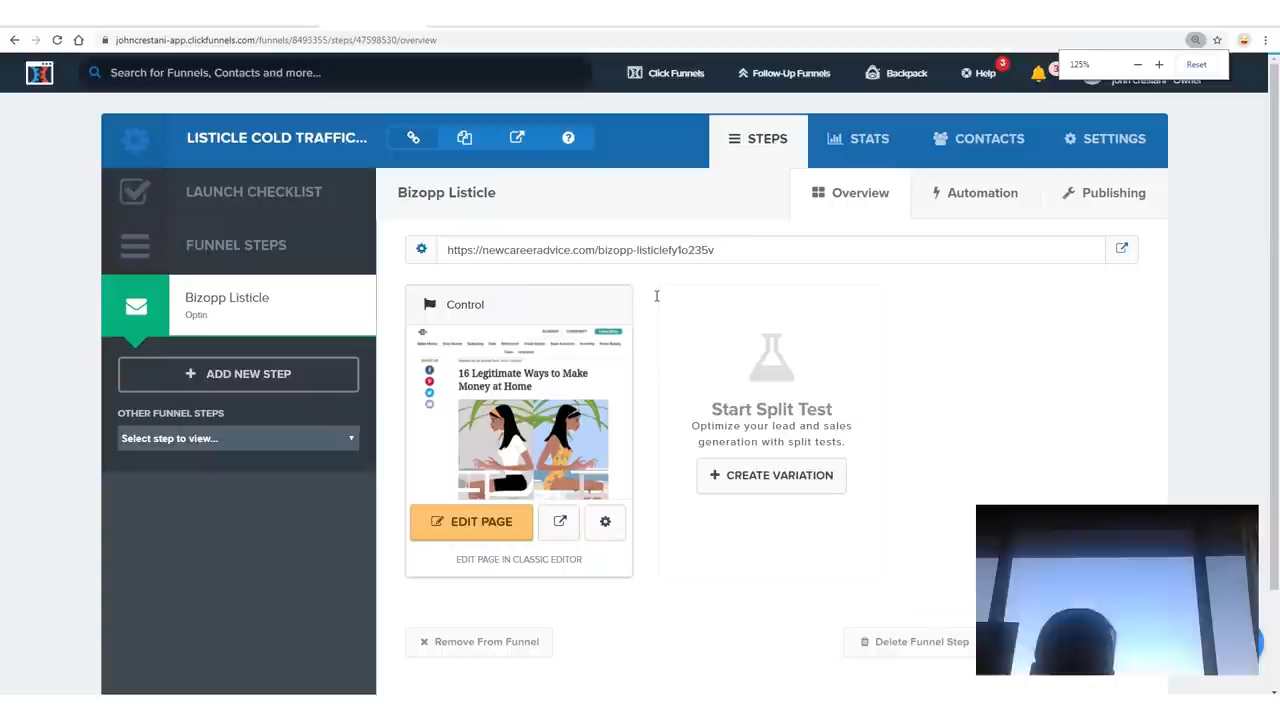 johncrestani-app.clickfunnels.com/funnels/8493355/steps/47598530/overview
125%
Reset
Search for Funnels, Contacts and more...
Click Funnels
Follow-Up Funnels
Backpack
Help
3
john crestani
LISTICLE COLD TRAFFIC...
STEPS
STATS
CONTACTS
SETTINGS
LAUNCH CHECKLIST
Bizopp Listicle
Overview
Automation
Publishing
FUNNEL STEPS
https://newcareeradvice.com/bizopp-listiclefy1o235v
Bizopp Listicle
Optin
Control
16 Legitimate Ways to Make
Money at Home
ADD NEW STEP
OTHER FUNNEL STEPS
Select step to view...
Start Split Test
Optimize your lead and sales
generation with split tests.
+ CREATE VARIATION
EDIT PAGE
EDIT PAGE IN CLASSIC EDITOR
Remove From Funnel
Delete Funnel Step